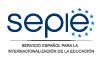 sepie
SERVICIO ESPAÑOL PARA LA
INTERNACIONALIZACIÓN DE LA EDUCACIÓN